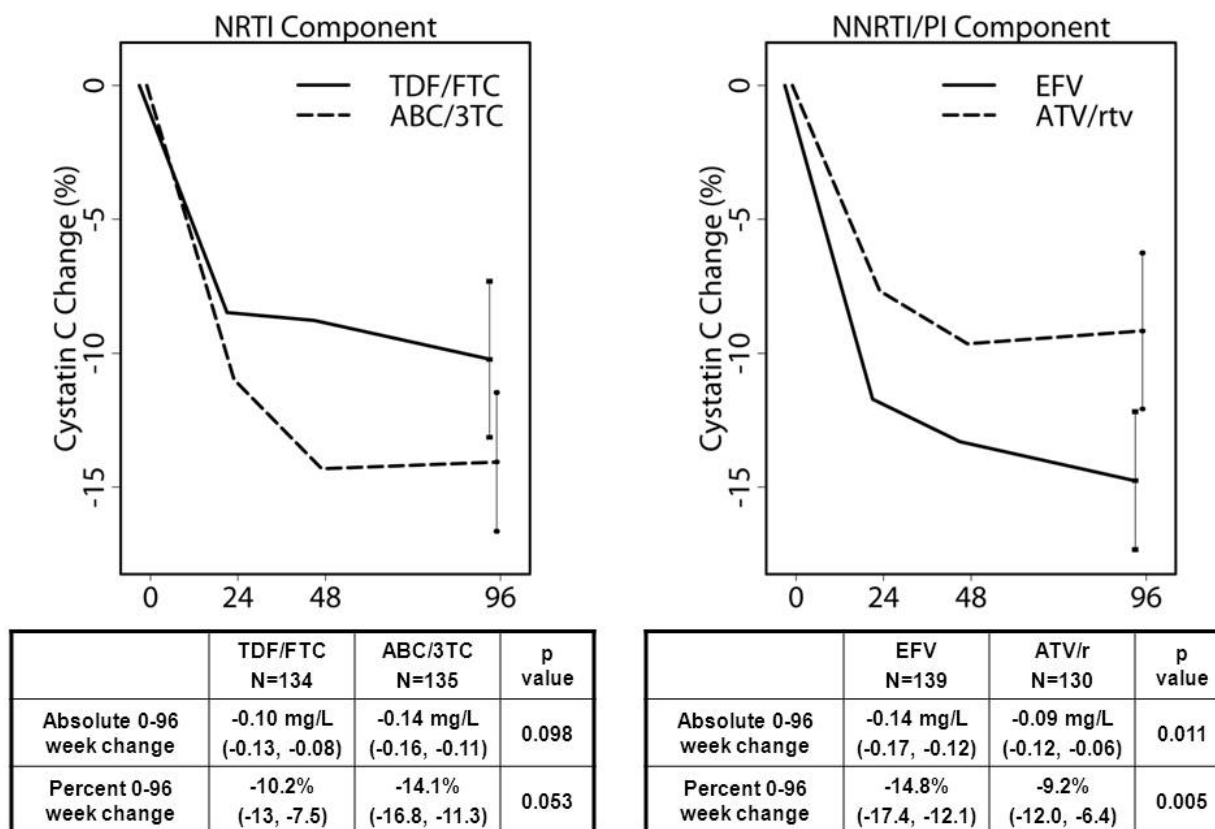 NRTI Component
TDF/FTC
ABC/3TC
Cystatin C Change (%)
0
-5
-10
-15
0 24 48 96
NNRTI/PI Component
EFV
ATV/rtv
Cystatin C Change (%)
0
-5
-10
-15
0 24 48 96
TDF/FTC ABC/3TC p
N=134 N=135 value
Absolute 0-96 -0.10 mg/L -0.14 mg/L 0.098
week change (-0.13, -0.08) (-0.16, -0.11)
Percent 0-96 -10.2% -14.1% 0.053
week change (-13, -7.5) (-16.8, -11.3)
EFV ATV/r p
N=139 N=130 value
Absolute 0-96 -0.14 mg/L -0.09 mg/L 0.011
week change (-0.17, -0.12) (-0.12, -0.06)
Percent 0-96 -14.8% -9.2% 0.005
week change (-17.4, -12.1) (-12.0, -6.4)